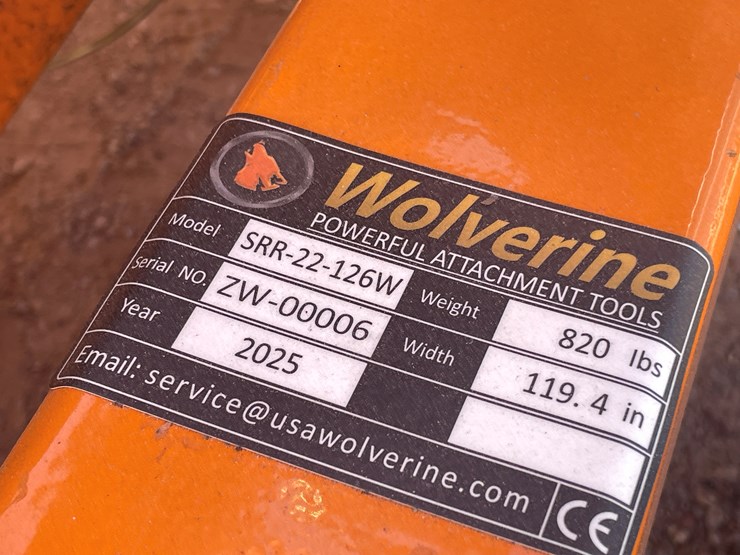 Wolverine
POWERFUL ATTACHMENT TOOLS
Model SRR-22-126W Weight 820 lbs
Serial NO. ZW-00006 Width 119.4 in
Year 2025
Email: service@usawolverine.com CE